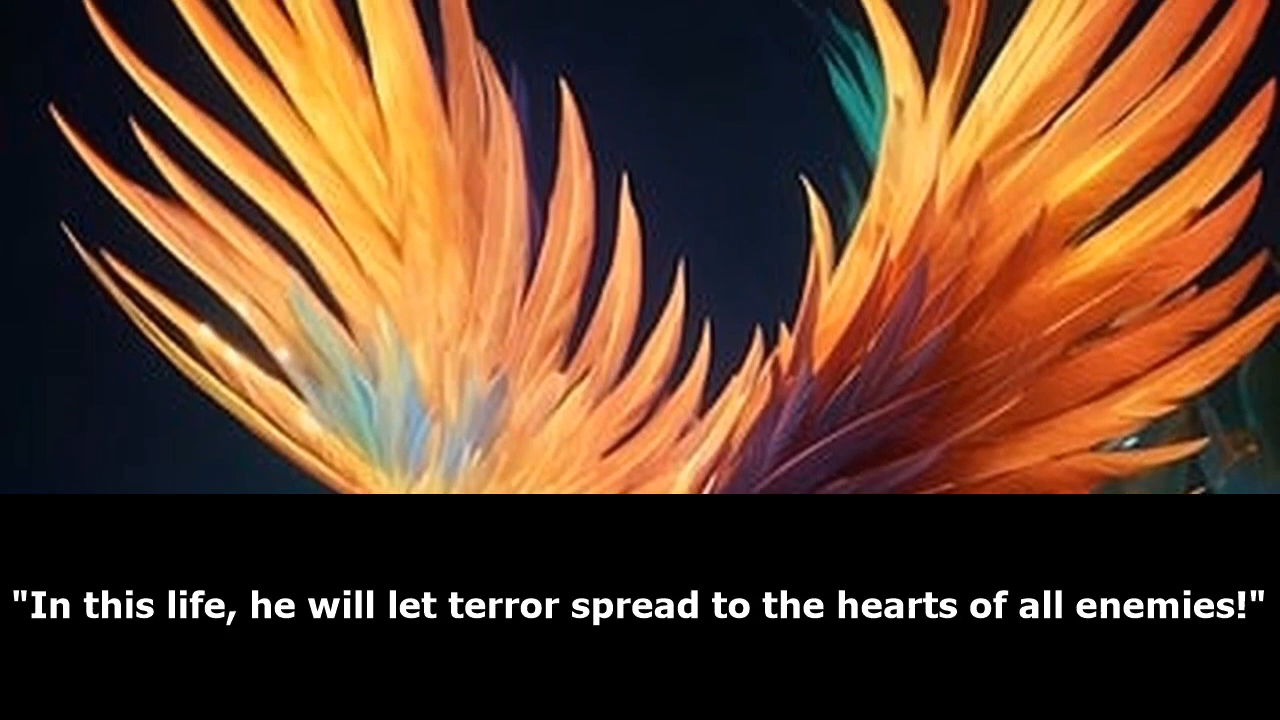 "In this life, he will let terror spread to the hearts of all enemies!"